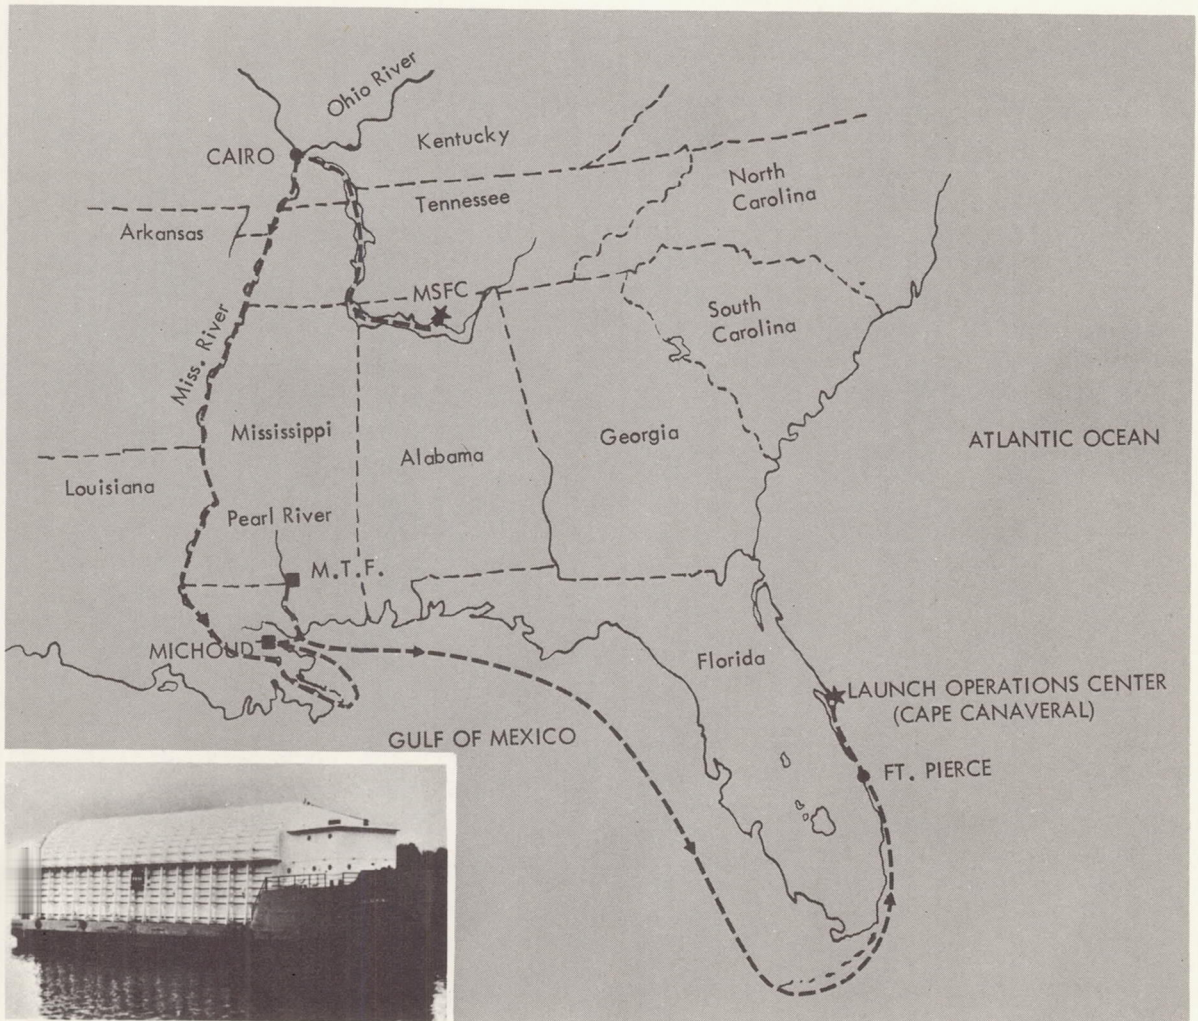 Ohio River
Kentucky
CAIRO
Tennessee
North
Carolina
Arkansas
MSFC
South
Carolina
Miss. River
Mississippi
Alabama
Georgia
ATLANTIC OCEAN
Louisiana
Pearl River
M.T.F.
MICHOUD
Florida
LAUNCH OPERATIONS CENTER
(CAPE CANAVERAL)
GULF OF MEXICO
FT. PIERCE